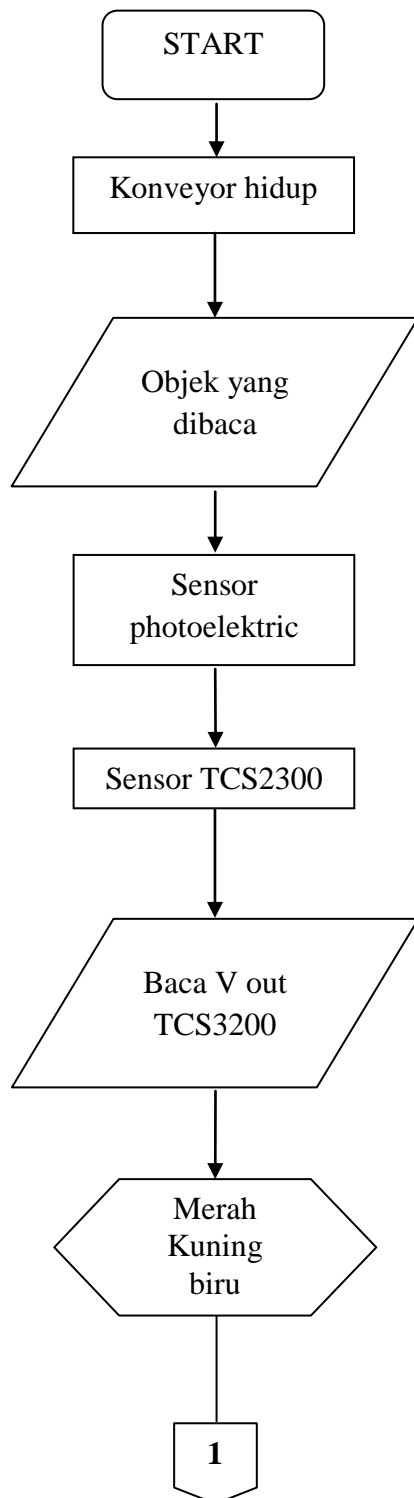 START
Konveyor hidup
Objek yang
dibaca
Sensor
photoelektric
Sensor TCS2300
Baca V out
TCS3200
Merah
Kuning
biru
1